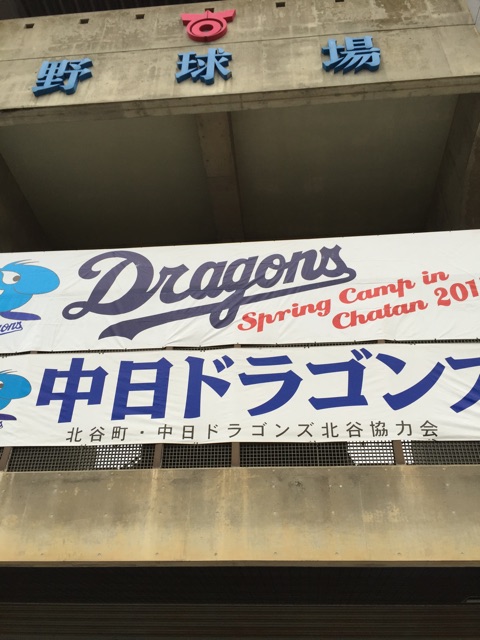 野球場
Dragons
Spring Camp in
Chatan 201
中日ドラゴン
北谷町・中日ドラゴンズ北谷協力会